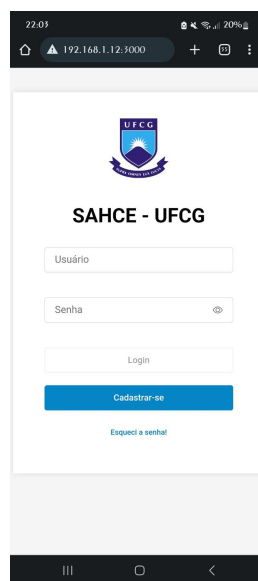 22:03
20%
192.168.1.12:3000
UFCG
SAHCE - UFCG
Usuário
Senha
Login
Cadastrar-se
Esqueci a senha!